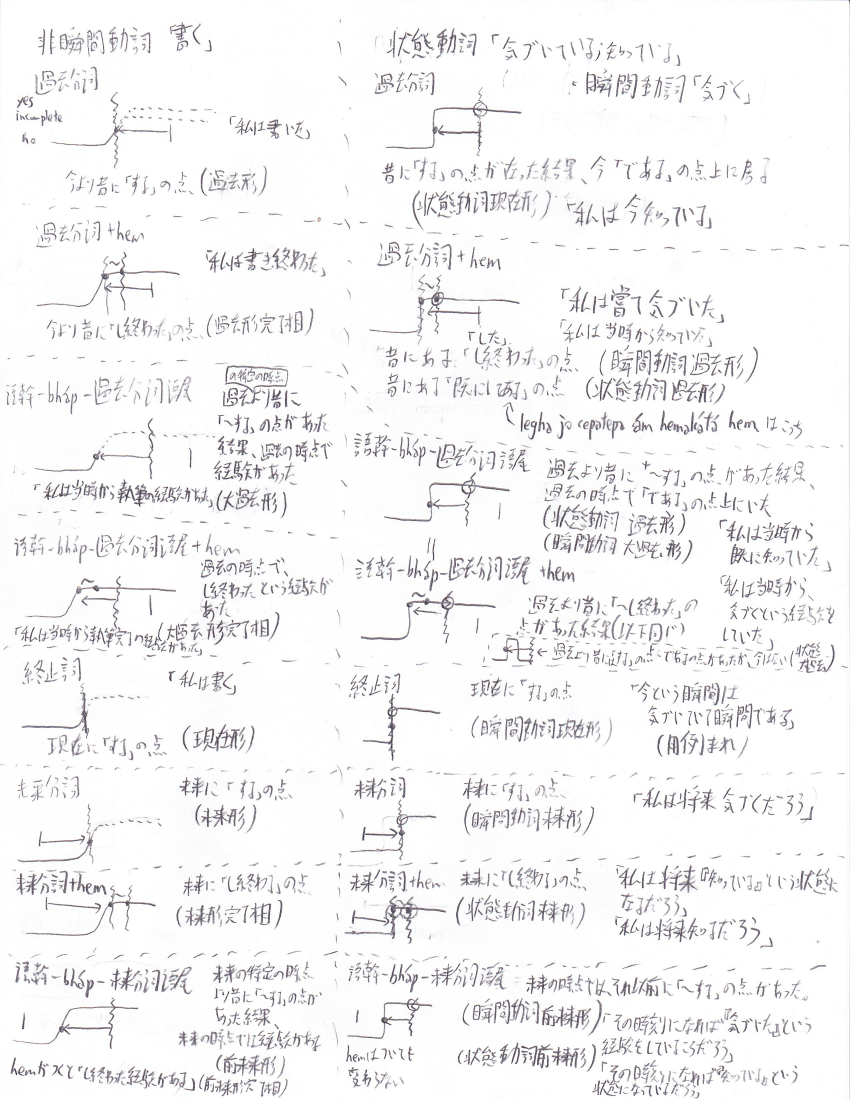 非瞬間動詞「書く」
過去分詞
yes
incomplete
no
「私は書いた」
今より昔に「する」の点 (過去形)
過去分詞+hem
「私は書き終わった」
今より昔に「し終わった」の点 (過去形完了相)
語幹-bháp-過去分詞語尾
の特定の時点
過去より昔に
「〜する」の点があった
結果、過去の時点で
経験があった
「私は当時から執筆の経験があった」(大過去形)
語幹-bháp-過去分詞語尾+hem
過去の時点で、
し終わったという経験が
あった
「私は当時から執筆完了の経験があった」(大過去形完了相)
終止詞
「私は書く」
現在に「する」の点 (現在形)
未来分詞
未来に「する」の点
(未来形)
未来分詞+hem
未来に「し終わる」の点
(未来形完了相)
語幹-bháp-未来分詞語尾
未来の特定の時点
より昔に「〜する」の点が
あった結果、
未来の時点では経験がある
(前未来形)
hemが入ると「し終わった経験がある」(前未来形完了相)
状態動詞「気づいている,知っている」
瞬間動詞「気づく」
過去分詞
昔に「する」の点が在った結果、今「である」の点上に居る
(状態動詞現在形) 「私は今知っている」
過去分詞+hem
「私は嘗て気づいた」
「した」
「私は当時から知っていた」
昔にある「し終わった」の点 (瞬間動詞過去形)
昔にある「既にしてある」の点 (状態動詞過去形)
legha jo cepatepa ám hemakátá hem はこっち
語幹-bháp-過去分詞語尾
過去より昔に「〜する」の点があった結果、
過去の時点で「である」の点上にいた
(状態動詞 過去形)
(瞬間動詞 大過去形)
「私は当時から
既に知っていた」
語幹-bháp-過去分詞語尾+hem
過去より昔に「〜し終わった」の
点があった結果(以下同じ)
「私は当時から、
気づくという経験を
していた」
過去より昔に「する」の点と「である」の点があったが、今はない (状態大過去)
終止詞
現在に「する」の点
(瞬間動詞現在形)
「今という瞬間は
気づいていて瞬間である」
(用例まれ)
未来分詞
未来に「する」の点
(瞬間動詞未来形)
「私は将来気づくだろう」
未来分詞+hem
未来に「し終わる」の点
(状態動詞未来形)
「私は将来『知っている』という状態に
なるだろう」
「私は将来知るだろう」
語幹-bháp-未来分詞語尾
未来の時点では、それ以前に「〜する」の点があった。
(瞬間動詞前未来形)
「その時刻になれば『気づいた』という
経験をしているころだろう」
hemはついても
変わらない
(状態動詞前未来形)
「その時刻になれば『知っている』という
状態になっているだろう」